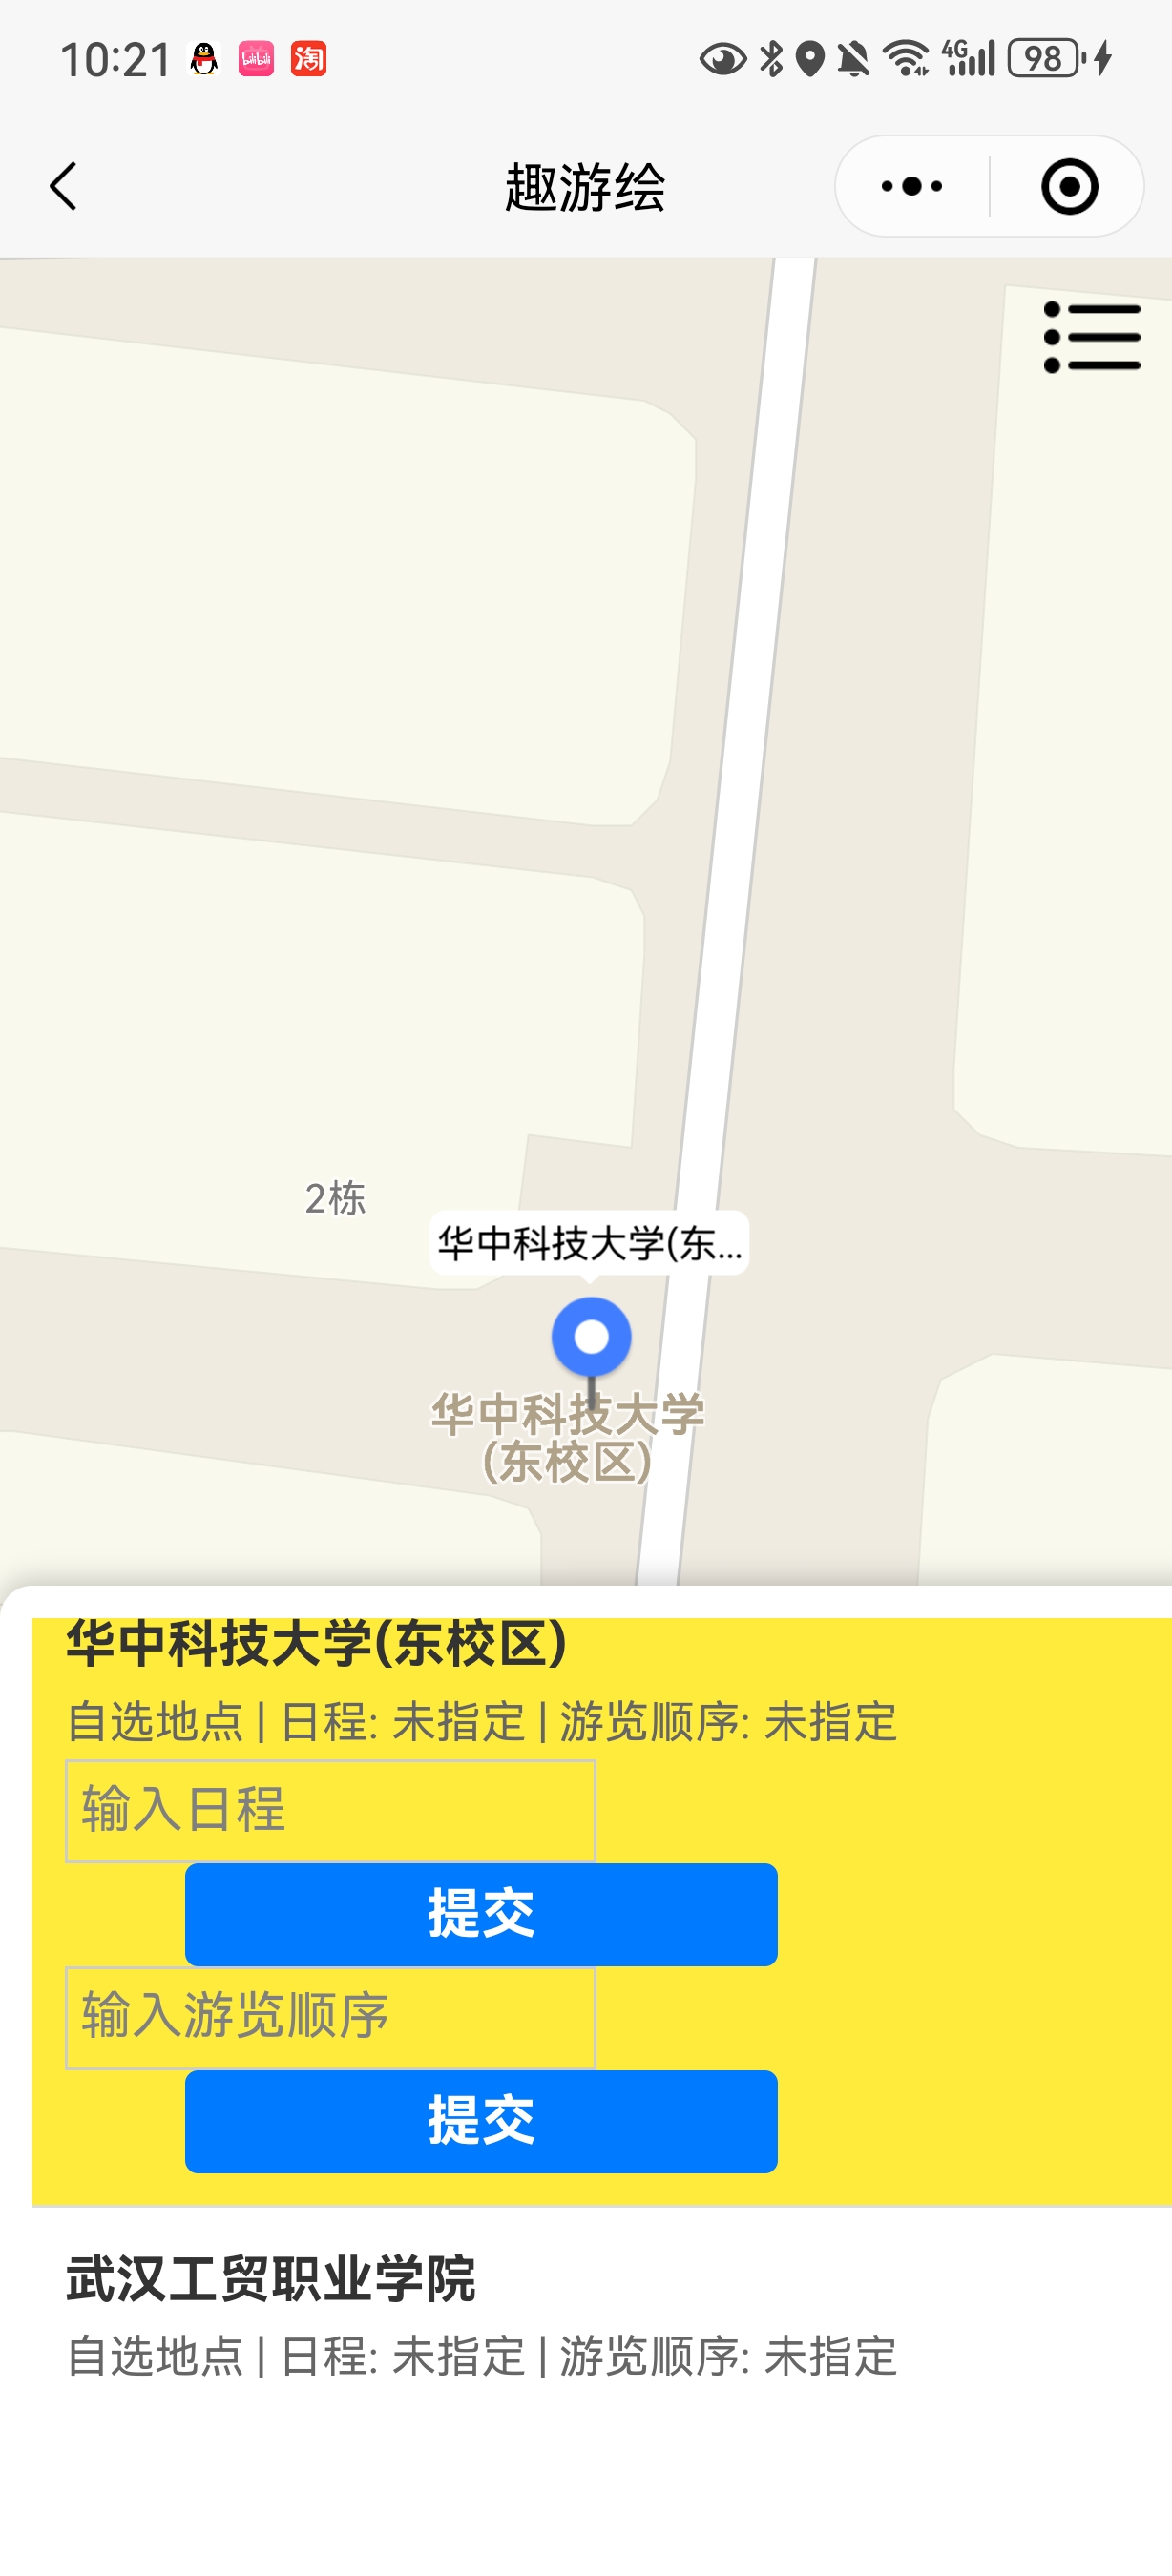 10:21
bilibili
淘
4G
98
趣游绘
2栋
华中科技大学(东...
华中科技大学
(东校区)
华中科技大学(东校区)
自选地点 | 日程: 未指定 | 游览顺序: 未指定
输入日程
提交
输入游览顺序
提交
武汉工贸职业学院
自选地点 | 日程: 未指定 | 游览顺序: 未指定